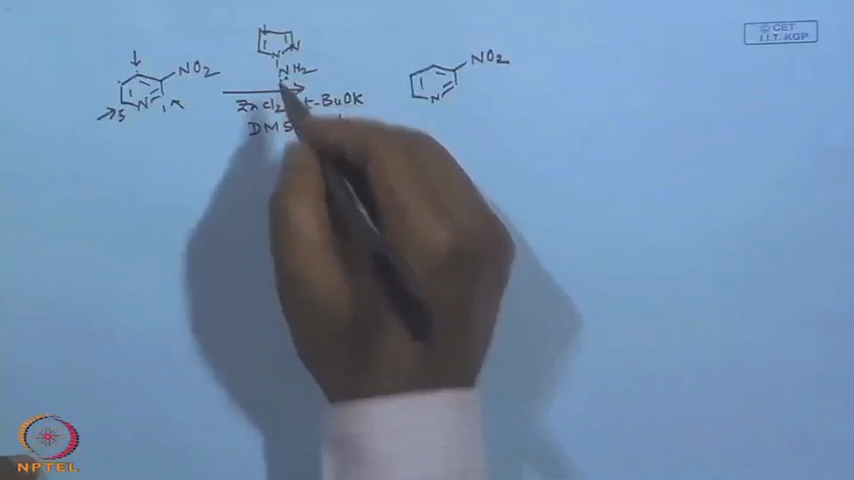 © CET
I.I.T. KGP
N
N
N
NH2
NO2
N
5
1
ZnCl2 t-BuOK
DMS
NO2
N
NPTEL